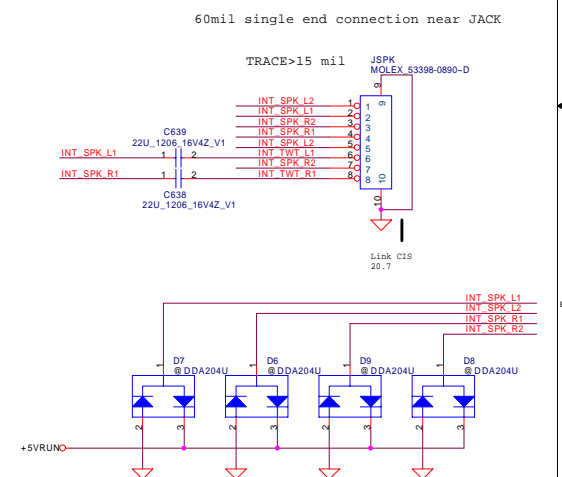 60mil single end connection near JACK
TRACE>15 mil
JSPK
MOLEX_53398-0890~D
INT_SPK_L2 1 1
INT_SPK_L1 2 2
INT_SPK_R2 3 3
INT_SPK_R1 4 4
INT_SPK_L2 5 5
INT_TWT_L1 6 6
INT_SPK_R2 7 7
INT_TWT_R1 8 8
9 9
10 10
C639
22U_1206_16V4Z_V1
INT_SPK_L1 1 2
INT_SPK_R1 1 2
C638
22U_1206_16V4Z_V1
Link CIS
20.7
INT_SPK_L1
INT_SPK_L2
INT_SPK_R1
INT_SPK_R2
D7
@DDA204U
1 2 3
D6
@DDA204U
1 2 3
D9
@DDA204U
1 2 3
D8
@DDA204U
1 2 3
+5VRUN